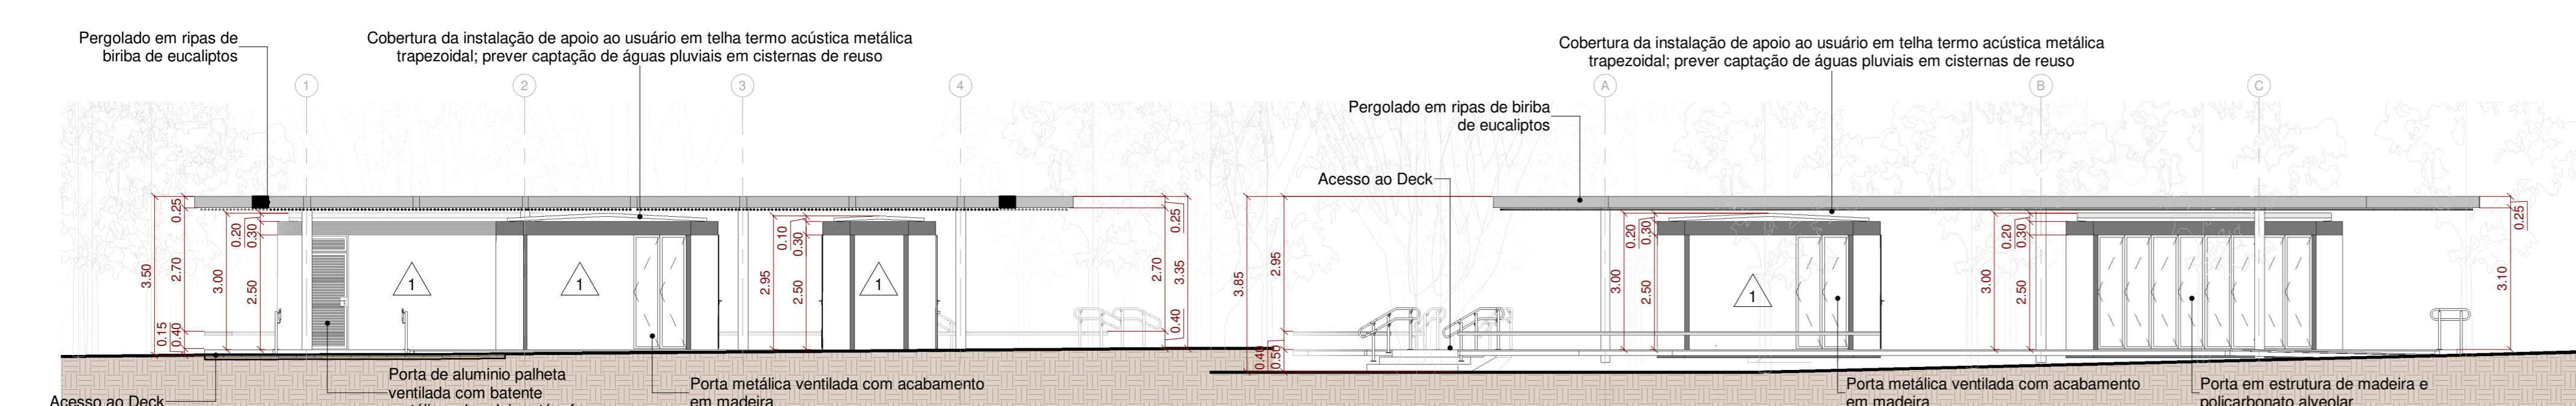 Pergolado em ripas de
biriba de eucaliptos
Cobertura da instalação de apoio ao usuário em telha termo acústica metálica
trapezoidal; prever captação de águas pluviais em cisternas de reuso
1
2
3
4
3.50
0.25
2.70
0.15
0.40
0.20
0.30
3.00
2.50
1
1
0.10
0.30
2.95
2.50
1
0.25
2.70
3.35
0.40
Acesso ao Deck
Porta de aluminio palheta
ventilada com batente
Porta metálica ventilada com acabamento
em madeira
Cobertura da instalação de apoio ao usuário em telha termo acústica metálica
trapezoidal; prever captação de águas pluviais em cisternas de reuso
A
B
C
Pergolado em ripas de biriba
de eucaliptos
Acesso ao Deck
3.85
2.95
0.40
0.50
0.20
0.30
3.00
2.50
1
0.20
0.30
3.00
2.50
0.25
3.10
Porta metálica ventilada com acabamento
em madeira
Porta em estrutura de madeira e
policarbonato alveolar